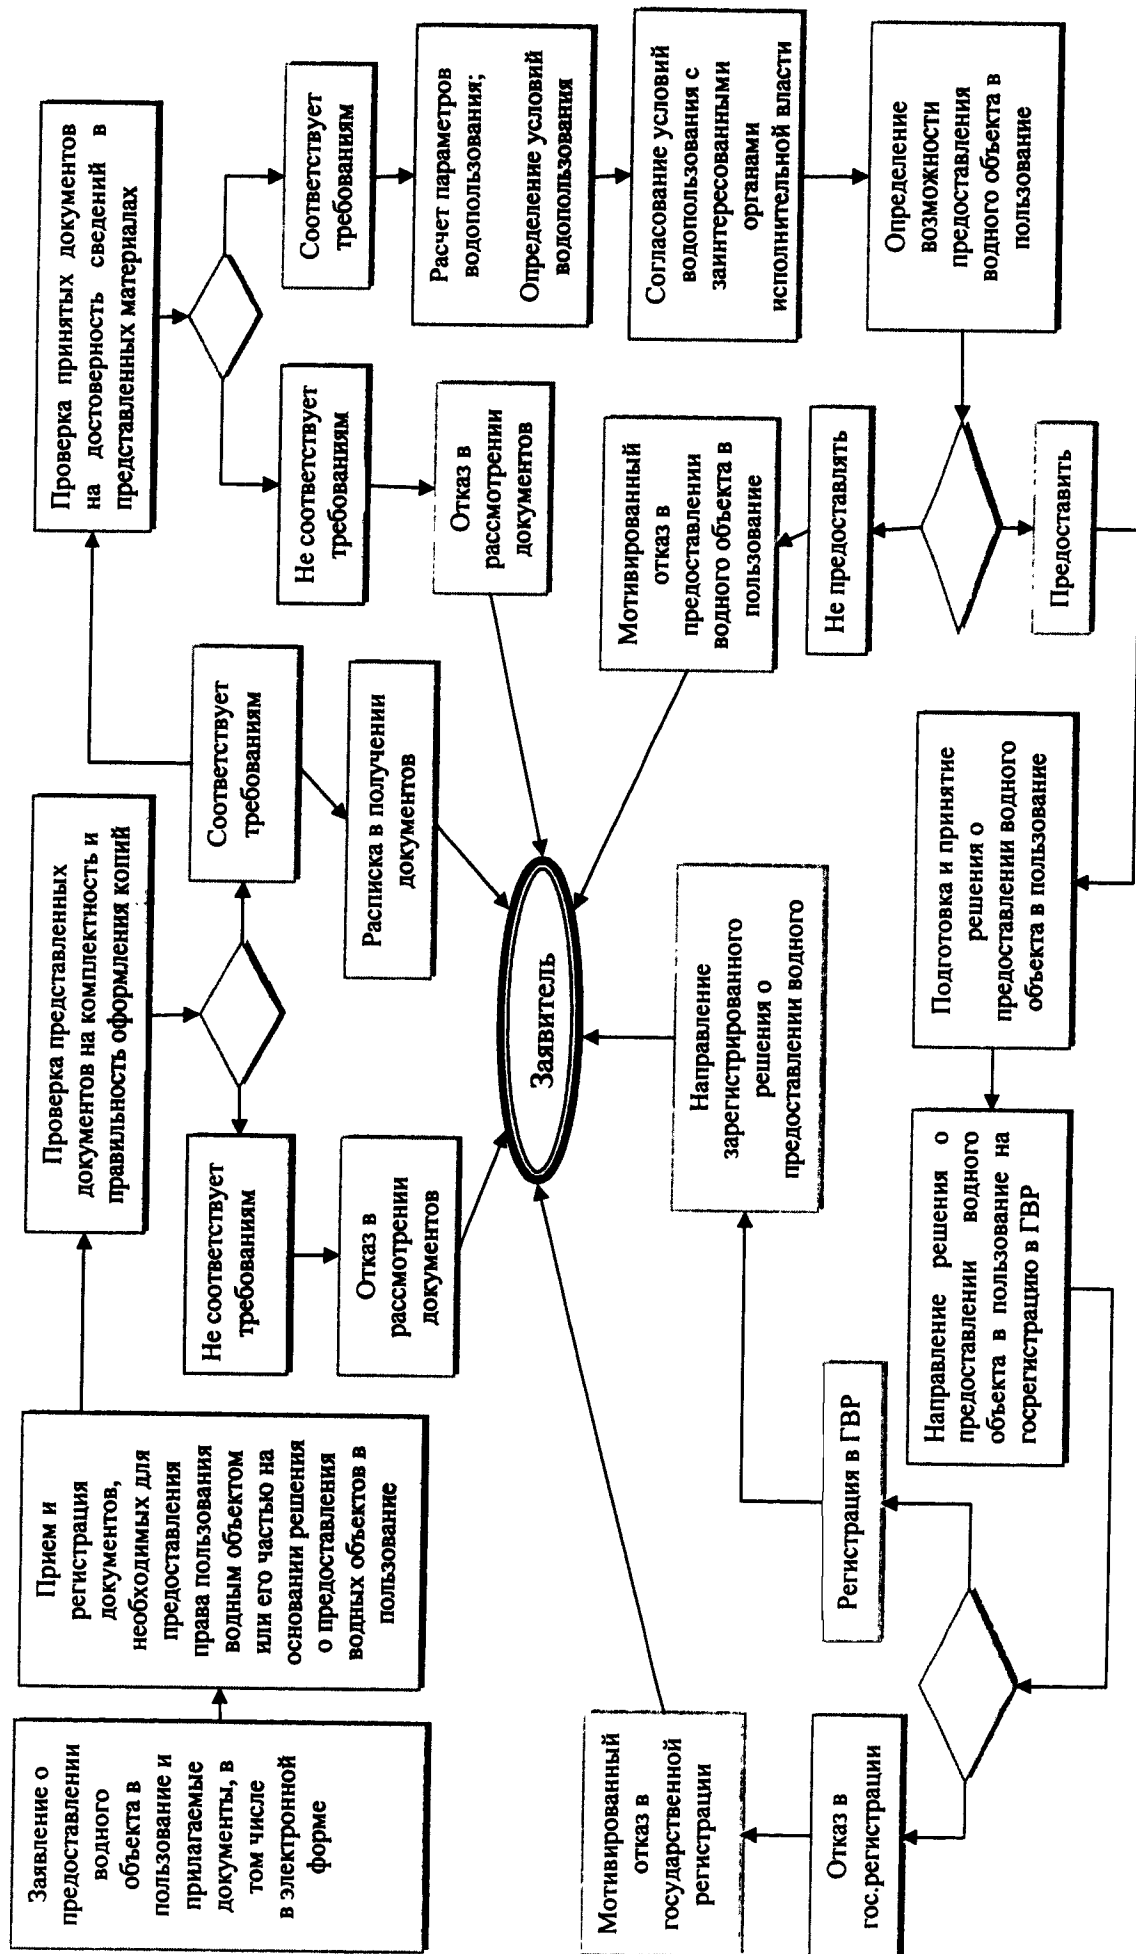 Заявление о
предоставлении
водного
объекта в
пользование и
прилагаемые
документы, в
том числе
в электронной
форме
Прием и
регистрация
документов,
необходимых для
предоставления
права пользования
водным объектом
или его частью на
основании решения
о предоставления
водных объектов в
пользование
Проверка представленных
документов на комплектность и
правильность оформления копий
Проверка принятых документов
на достоверность сведений в
представленных материалах
Не соответствует
требованиям
Соответствует
требованиям
Не соответствует
требованиям
Соответствует
требованиям
Отказ в
рассмотрении
документов
Расписка в получении
документов
Отказ в
рассмотрении
документов
Расчет параметров
водопользования;
Определение условий
водопользования
Заявитель
Согласование условий
водопользования с
заинтересованными
органами
исполнительной власти
Мотивированный
отказ в
государственной
регистрации
Направление
зарегистрированного
решения о
предоставлении водного
Мотивированный
отказ в
предоставлении
водного объекта в
пользование
Определение
возможности
предоставления
водного объекта в
пользование
Отказ в
гос.регистрации
Регистрация в ГВР
Не предоставлять
Направление решения о
предоставлении водного
объекта в пользование на
госрегистрацию в ГВР
Подготовка и принятие
решения о
предоставлении водного
объекта в пользование
Предоставить